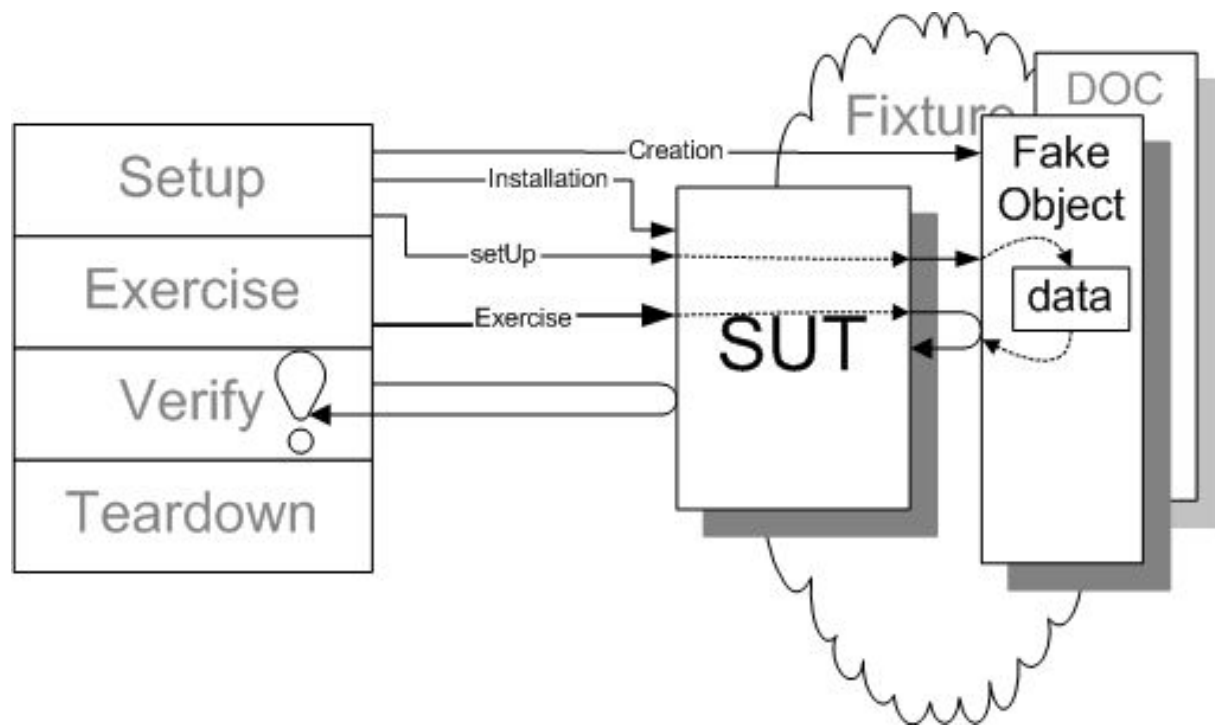 Setup
Exercise
Verify
Teardown
Creation
Installation
setUp
Exercise
SUT
Fixture
DOC
Fake
Object
data